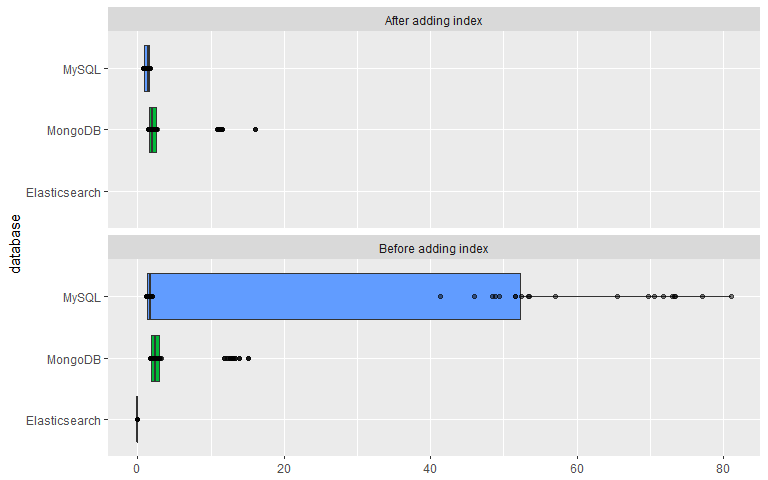 After adding index
MySQL
MongoDB
Elasticsearch
database
Before adding index
MySQL
MongoDB
Elasticsearch
0 20 40 60 80